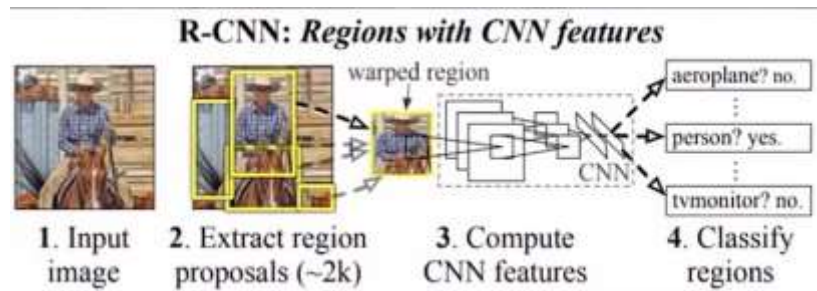 R-CNN: Regions with CNN features
warped region
aeroplane? no.
person? yes.
CNN
tvmonitor? no.
1. Input
image
2. Extract region
proposals (~2k)
3. Compute
CNN features
4. Classify
regions